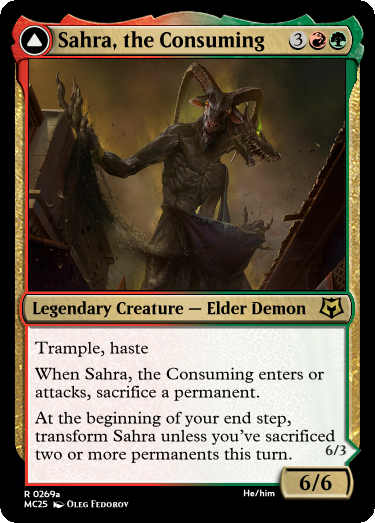 Sahra, the Consuming 3
Legendary Creature — Elder Demon
Trample, haste
When Sahra, the Consuming enters or
attacks, sacrifice a permanent.
At the beginning of your end step,
transform Sahra unless you've sacrificed
two or more permanents this turn.
6/3
6/6
R 0269a
He/him
MC25 Oleg Fedorov